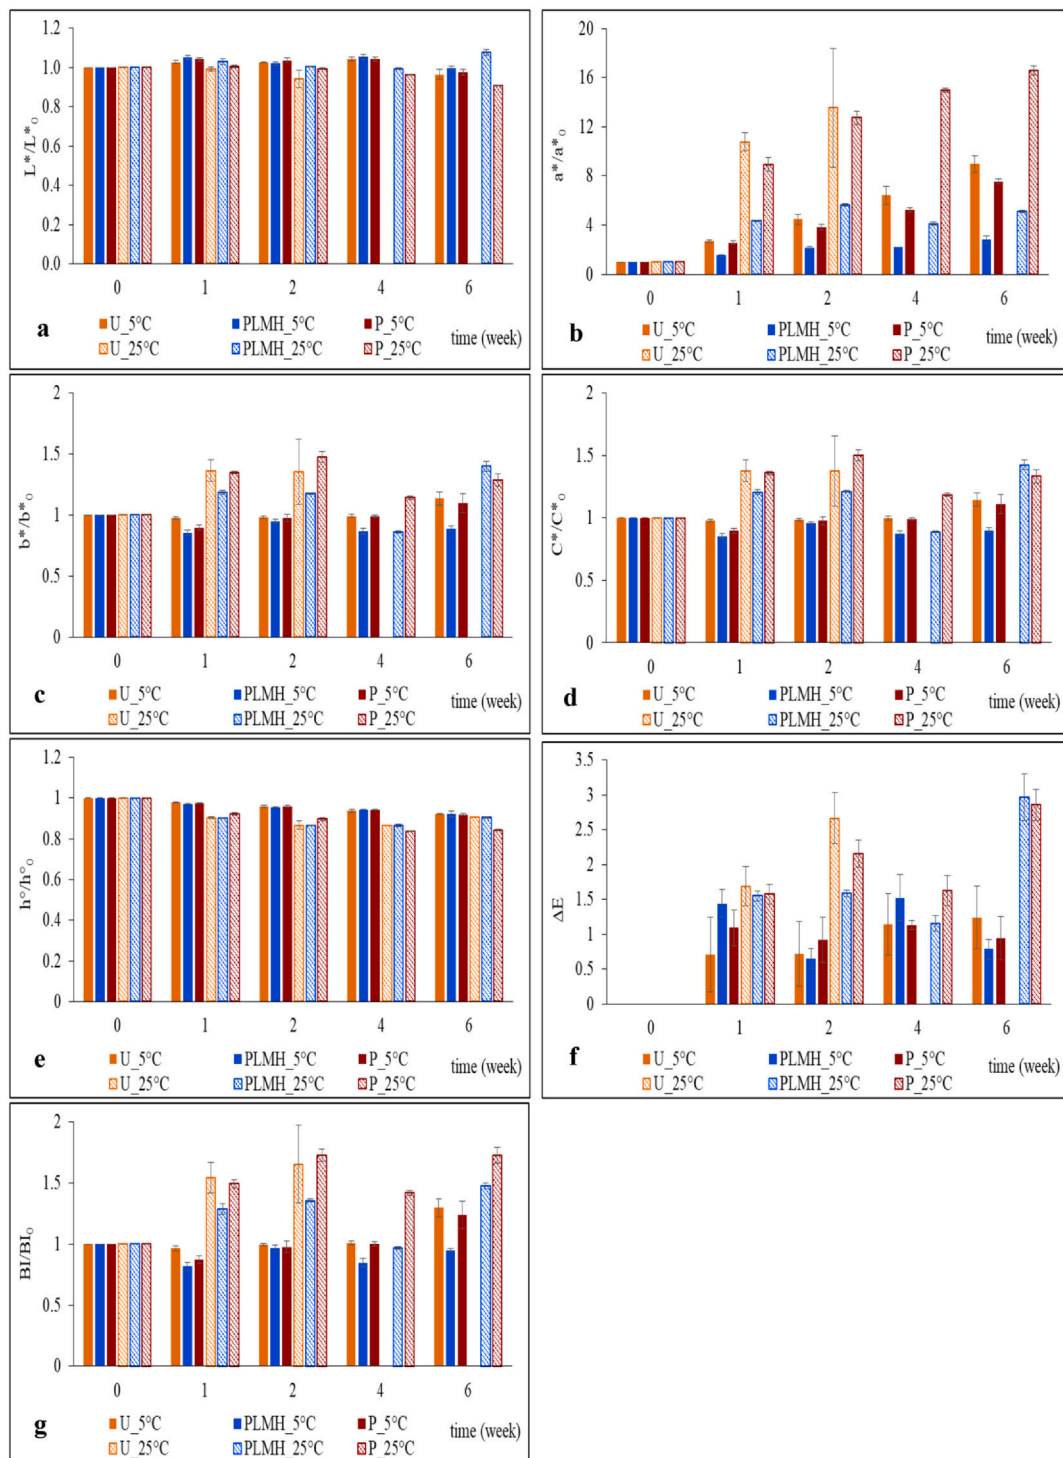 L*/L*₀
1.2
1.0
0.8
0.6
0.4
0.2
0.0
0 1 2 4 6
a
U_5°C PLMH_5°C P_5°C
U_25°C PLMH_25°C P_25°C
time (week)
a*/a*₀
20
16
12
8
4
0
0 1 2 4 6
b
U_5°C PLMH_5°C P_5°C
U_25°C PLMH_25°C P_25°C
time (week)
b*/b*₀
2
1.5
1
0.5
0
0 1 2 4 6
c
U_5°C PLMH_5°C P_5°C
U_25°C PLMH_25°C P_25°C
time (week)
C*/C*₀
2
1.5
1
0.5
0
0 1 2 4 6
d
U_5°C PLMH_5°C P_5°C
U_25°C PLMH_25°C P_25°C
time (week)
h°/h°₀
1.2
1
0.8
0.6
0.4
0.2
0
0 1 2 4 6
e
U_5°C PLMH_5°C P_5°C
U_25°C PLMH_25°C P_25°C
time (week)
ΔE
3.5
3
2.5
2
1.5
1
0.5
0
0 1 2 4 6
f
U_5°C PLMH_5°C P_5°C
U_25°C PLMH_25°C P_25°C
time (week)
BI/BI₀
2
1.5
1
0.5
0
0 1 2 4 6
g
U_5°C PLMH_5°C P_5°C
U_25°C PLMH_25°C P_25°C
time (week)